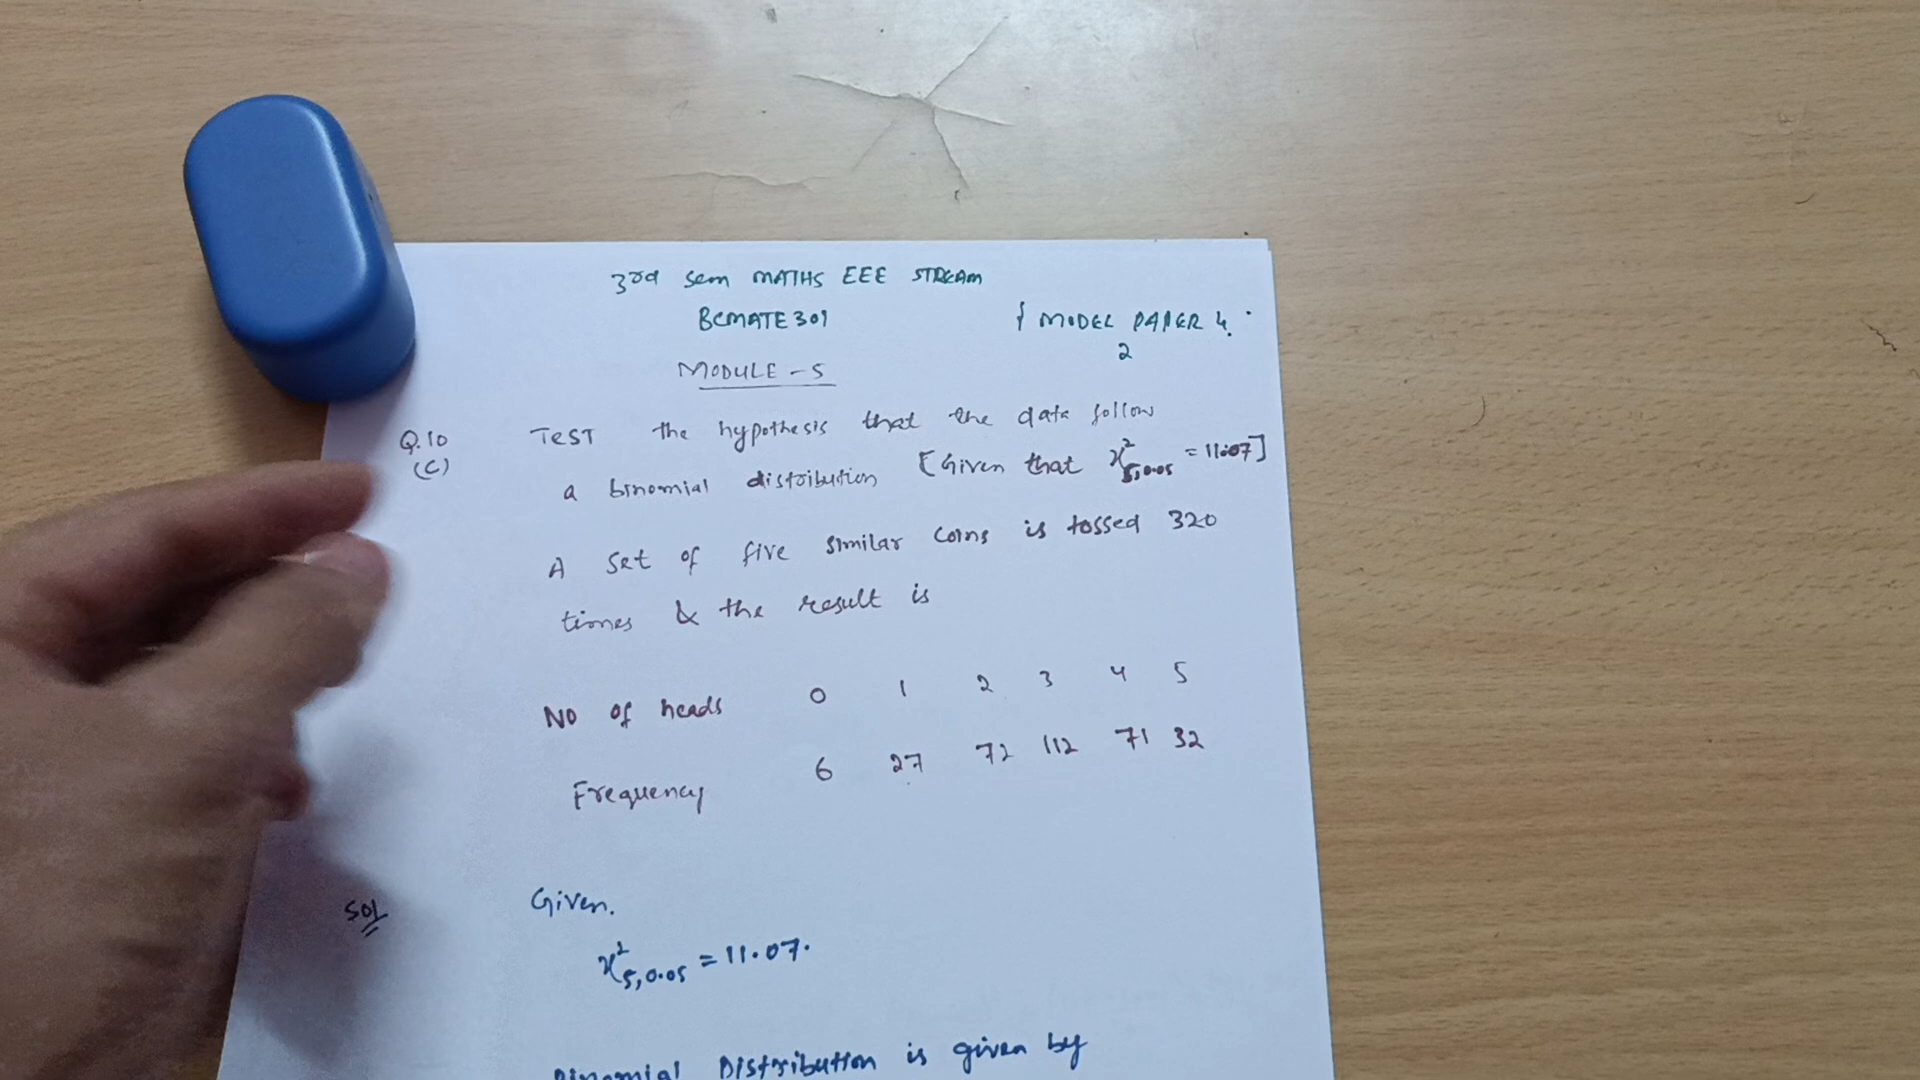 3rd Sem MATHS EEE STREAM
BCMATE301
{ MODEL PAPER 4.
2
MODULE - 5
Q.10 TEST the hypothesis that the data follow
(C) a binomial distribution [Given that χ²5,0.05 = 11.07]
A set of five similar coins is tossed 320
times & the result is
No of heads 0 1 2 3 4 5
Frequency 6 27 72 112 71 32
Sol Given.
χ²5,0.05 = 11.07.
Binomial Distribution is given by